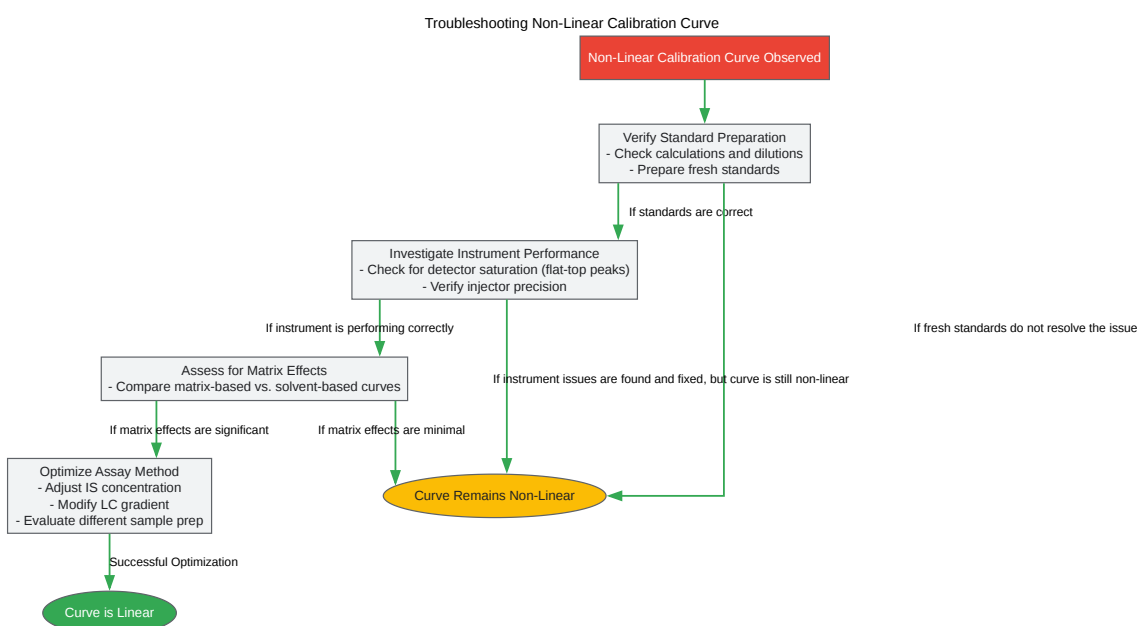 Troubleshooting Non-Linear Calibration Curve
Non-Linear Calibration Curve Observed
Verify Standard Preparation
- Check calculations and dilutions
- Prepare fresh standards
If standards are correct
Investigate Instrument Performance
- Check for detector saturation (flat-top peaks)
- Verify injector precision
If instrument is performing correctly
If fresh standards do not resolve the issue
Assess for Matrix Effects
- Compare matrix-based vs. solvent-based curves
If instrument issues are found and fixed, but curve is still non-linear
If matrix effects are significant
If matrix effects are minimal
Optimize Assay Method
- Adjust IS concentration
- Modify LC gradient
- Evaluate different sample prep
Curve Remains Non-Linear
Successful Optimization
Curve is Linear